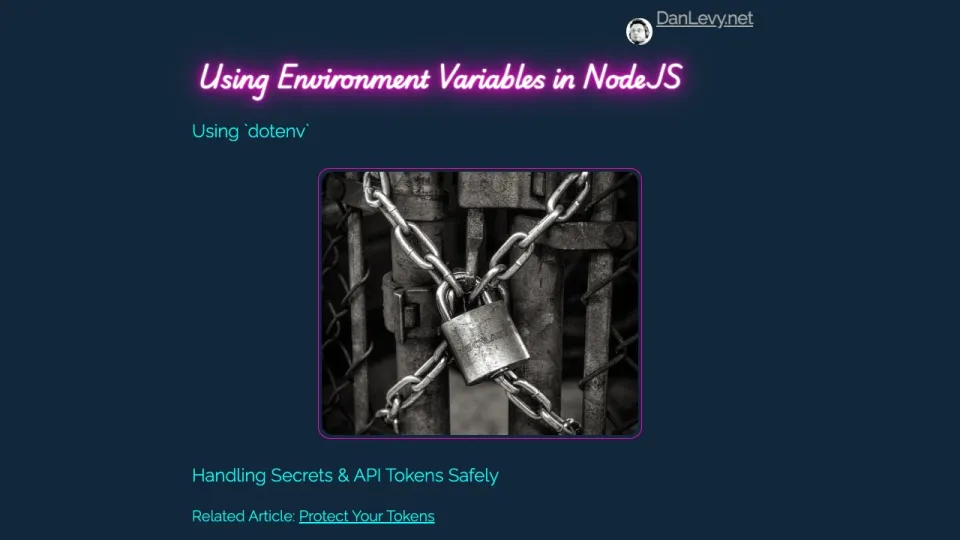 DanLevy.net
Using Environment Variables in NodeJS
Using `dotenv`
Handling Secrets & API Tokens Safely
Related Article: Protect Your Tokens